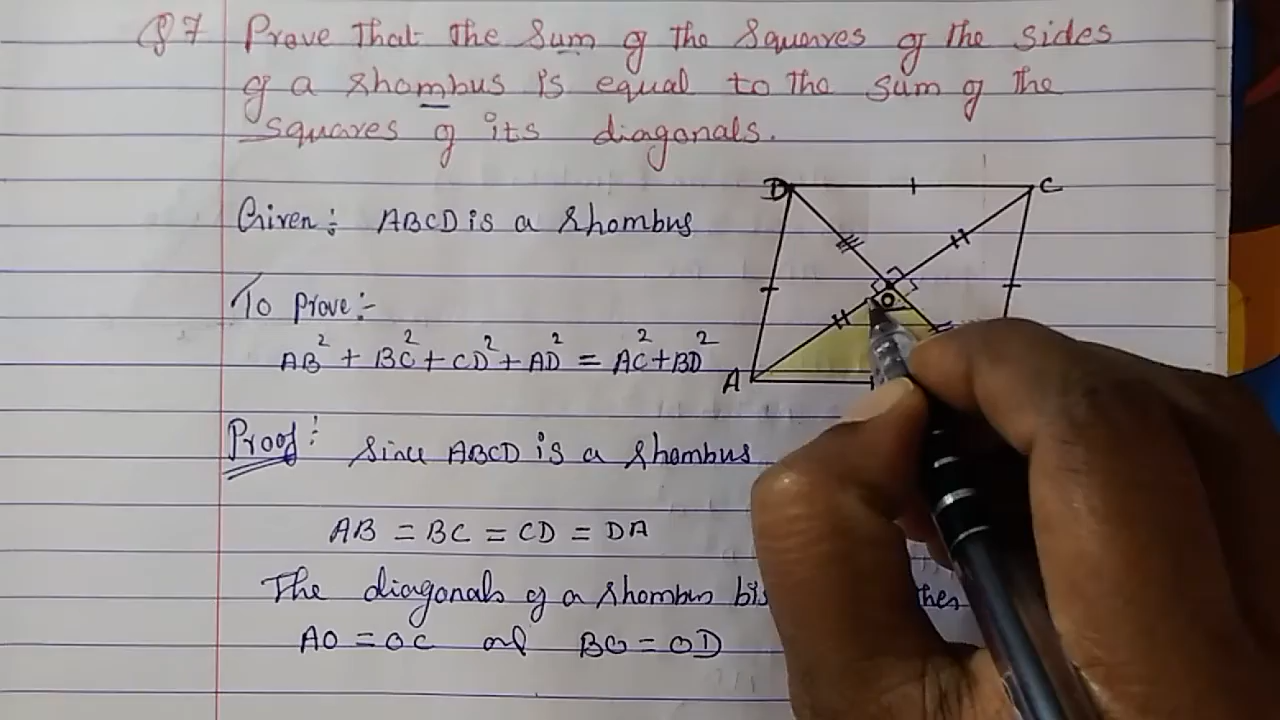 Q7 Prove That the Sum of the Squares of the sides
of a rhombus is equal to the sum of the
squares of its diagonals.
D C
Given: ABCD is a rhombus
O
To prove:-
AB² + BC² + CD² + AD² = AC² + BD²
A
Proof: Since ABCD is a rhombus
AB = BC = CD = DA
The diagonals of a rhombus
AO = OC and BO = OD